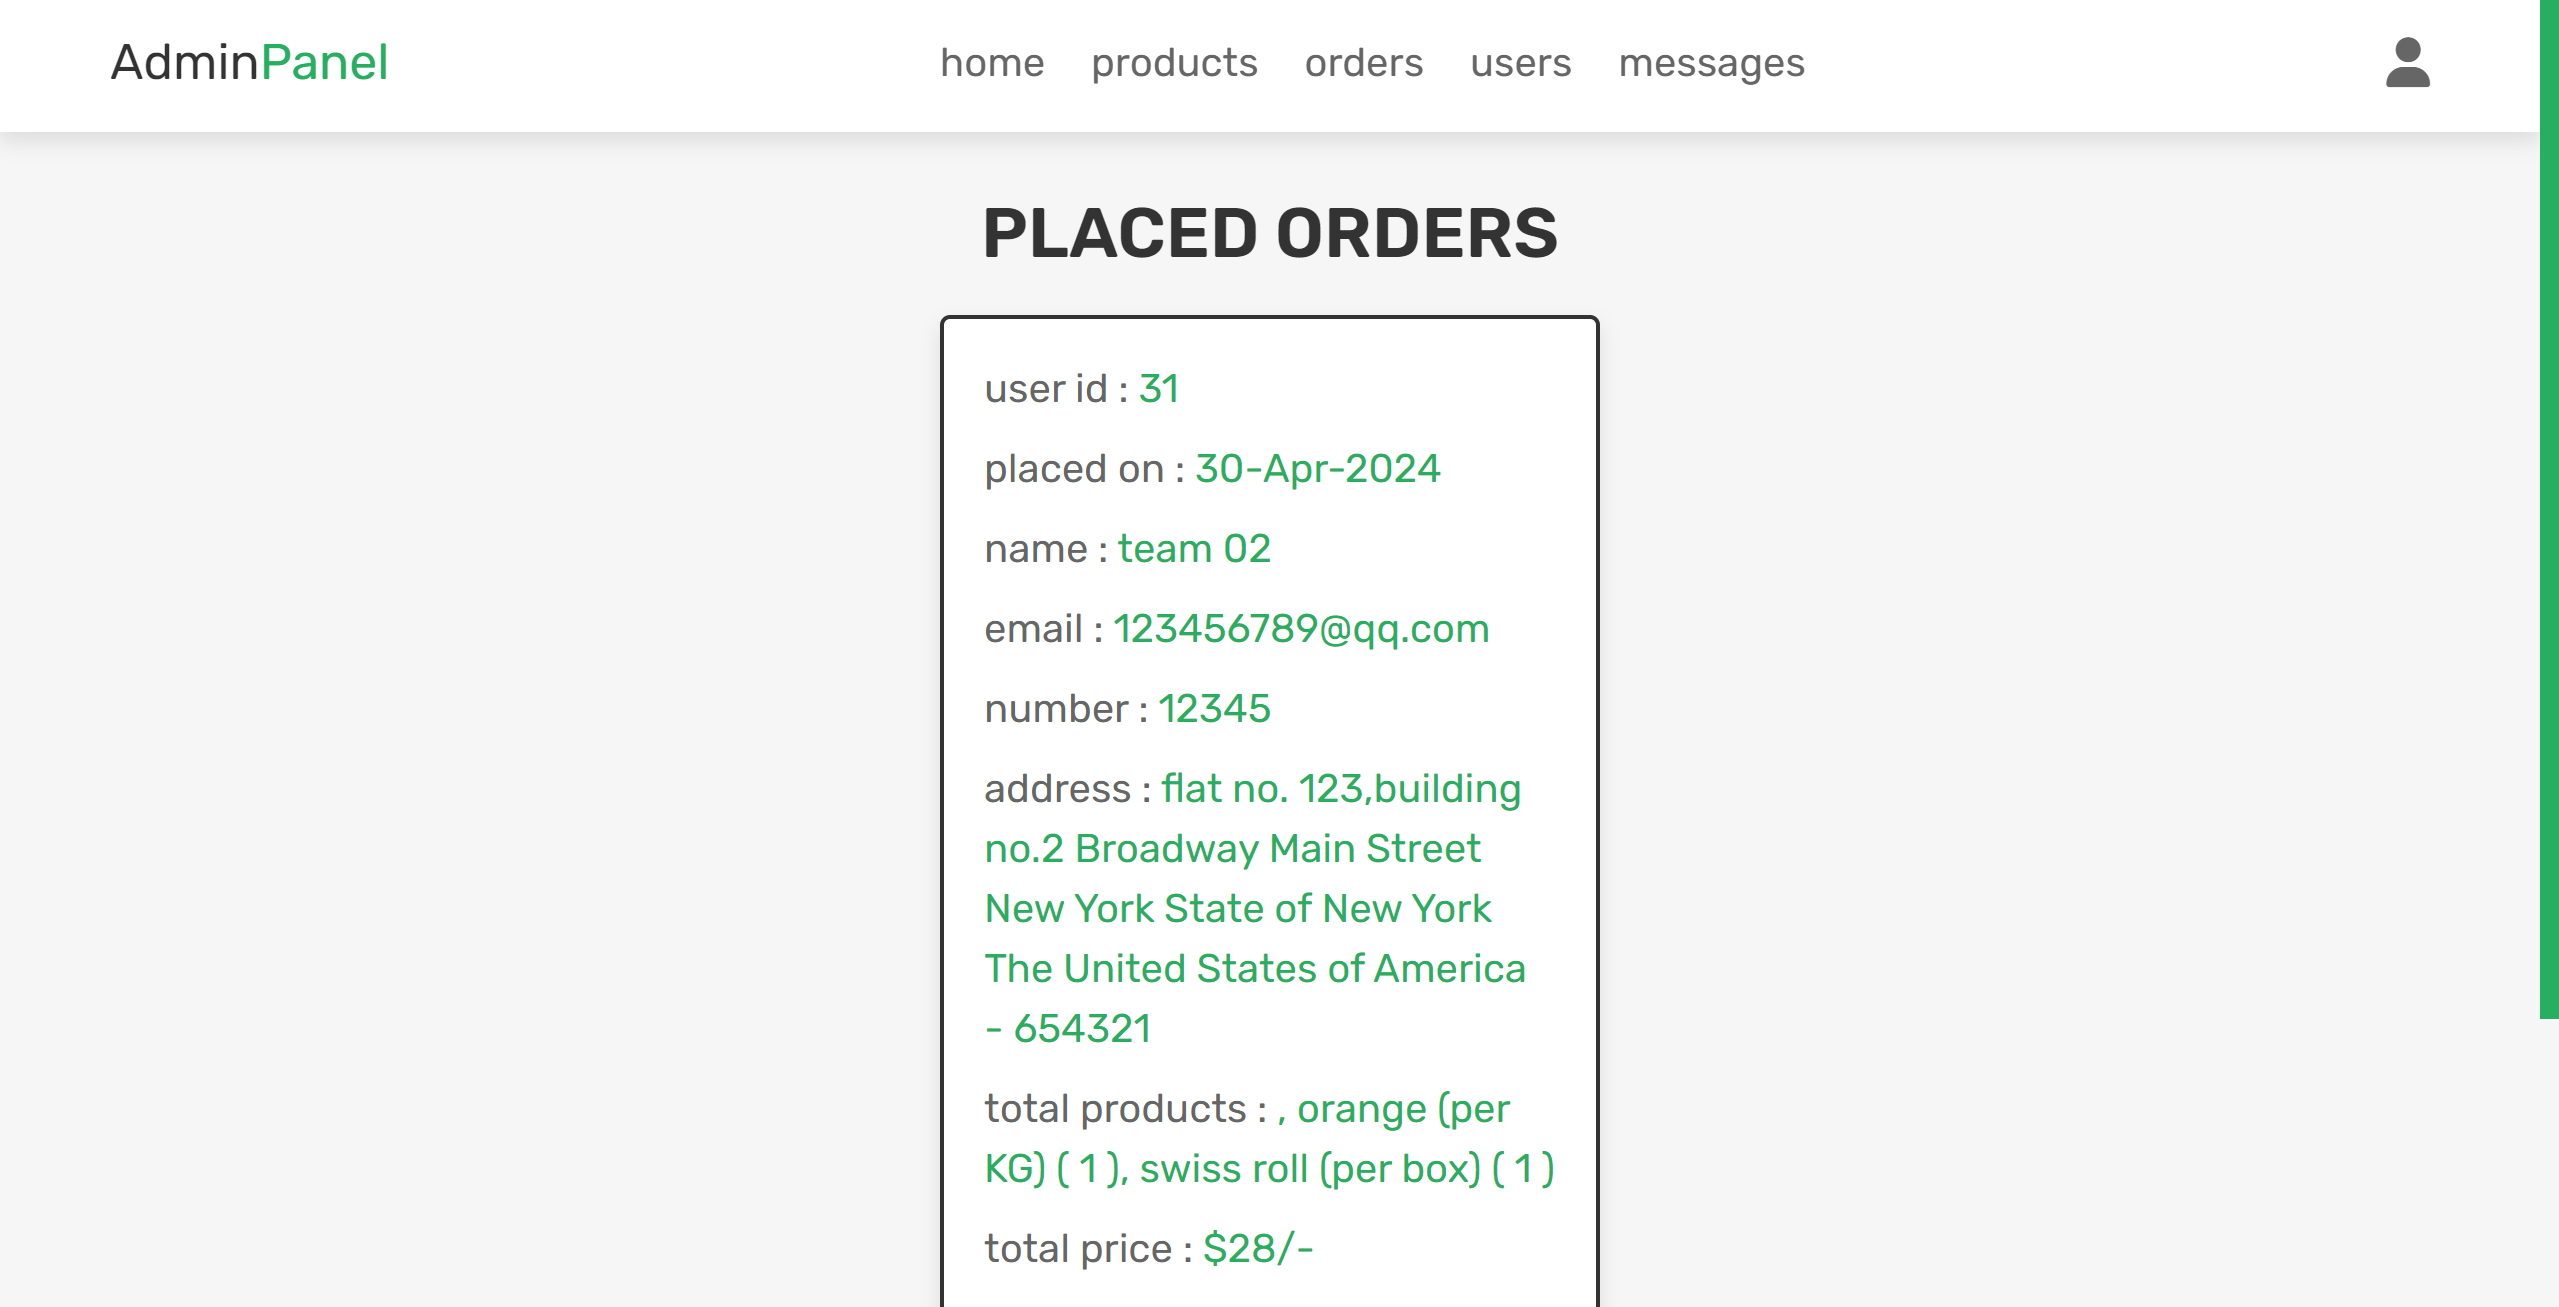 AdminPanel
home products orders users messages
PLACED ORDERS
user id : 31
placed on : 30-Apr-2024
name : team 02
email : 123456789@qq.com
number : 12345
address : flat no. 123,building
no.2 Broadway Main Street
New York State of New York
The United States of America
- 654321
total products : , orange (per
KG) ( 1 ), swiss roll (per box) ( 1 )
total price : $28/-